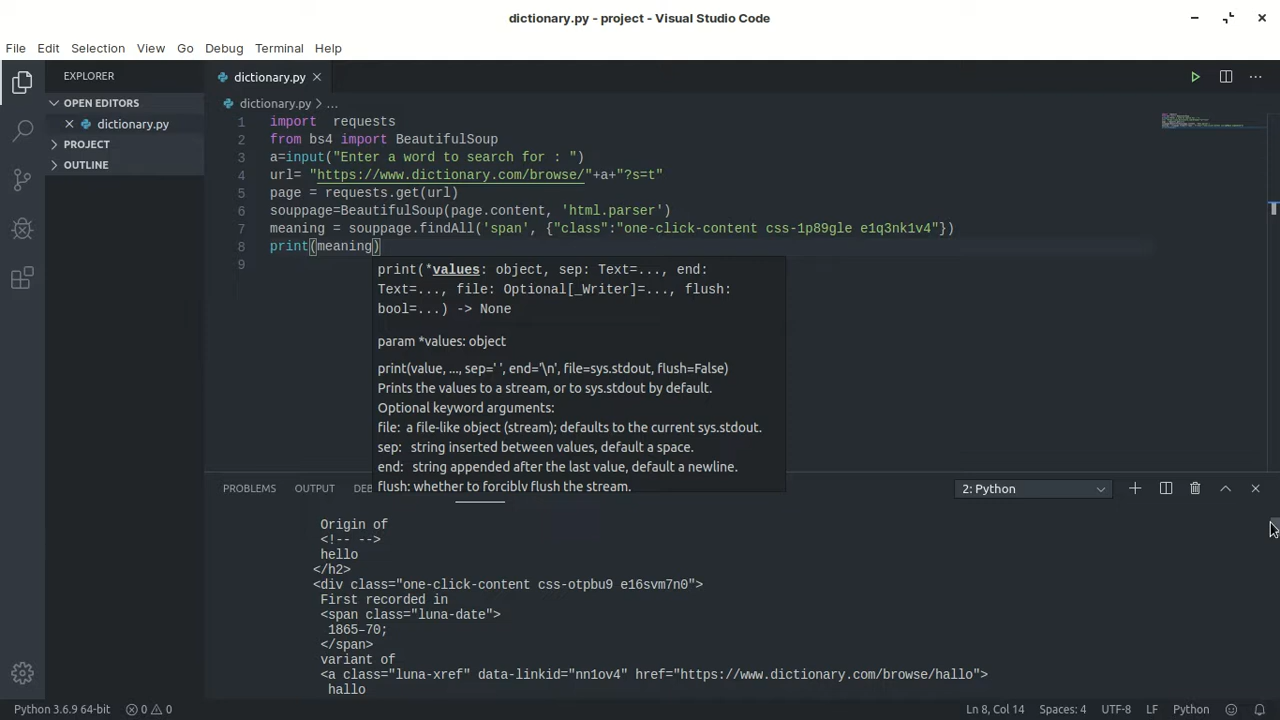 dictionary.py - project - Visual Studio Code
File Edit Selection View Go Debug Terminal Help
EXPLORER
OPEN EDITORS
dictionary.py
PROJECT
OUTLINE
dictionary.py
dictionary.py > ...
1 import  requests
2 from bs4 import BeautifulSoup
3 a=input("Enter a word to search for : ")
4 url= "https://www.dictionary.com/browse/"+a+"?s=t"
5 page = requests.get(url)
6 souppage=BeautifulSoup(page.content, 'html.parser')
7 meaning = souppage.findAll('span', {"class":"one-click-content css-1p89gle e1q3nk1v4"})
8 print(meaning)
9
print(*values: object, sep: Text=..., end:
Text=..., file: Optional[_Writer]=..., flush:
bool=...) -> None
param *values: object
print(value, ..., sep=' ', end='\n', file=sys.stdout, flush=False)
Prints the values to a stream, or to sys.stdout by default.
Optional keyword arguments:
file: a file-like object (stream); defaults to the current sys.stdout.
sep: string inserted between values, default a space.
end: string appended after the last value, default a newline.
flush: whether to forcibly flush the stream.
PROBLEMS OUTPUT DEB 2: Python
Origin of
<!-- -->
hello
</h2>
<div class="one-click-content css-otpbu9 e16svm7n0">
First recorded in
<span class="luna-date">
1865–70;
</span>
variant of
<a class="luna-xref" data-linkid="nn1ov4" href="https://www.dictionary.com/browse/hallo">
hallo
Python 3.6.9 64-bit 0 0 Ln 8, Col 14 Spaces: 4 UTF-8 LF Python